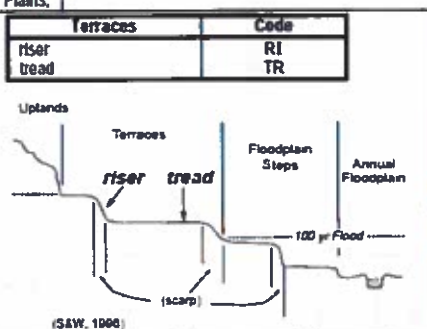 Plains,
Terraces Code
riser RI
tread TR
Uplands
Terraces
Floodplain
Steps
Annual
Floodplain
riser tread
100 yr Flood
(scarp)
(S&W, 1996)